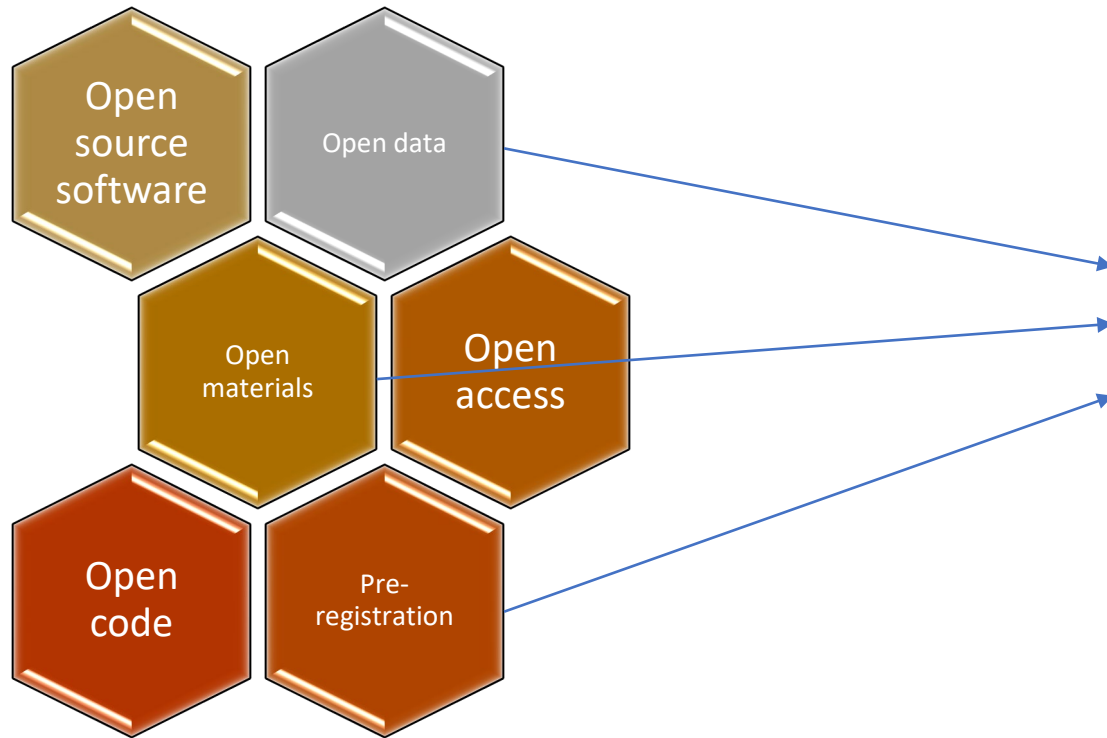 Open
source
software
Open data
Open
materials
Open
access
Open
code
Pre-
registration